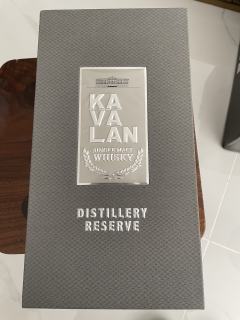 KA
VA
LAN
SINGLE MALT
WHISKY
DISTILLERY
RESERVE